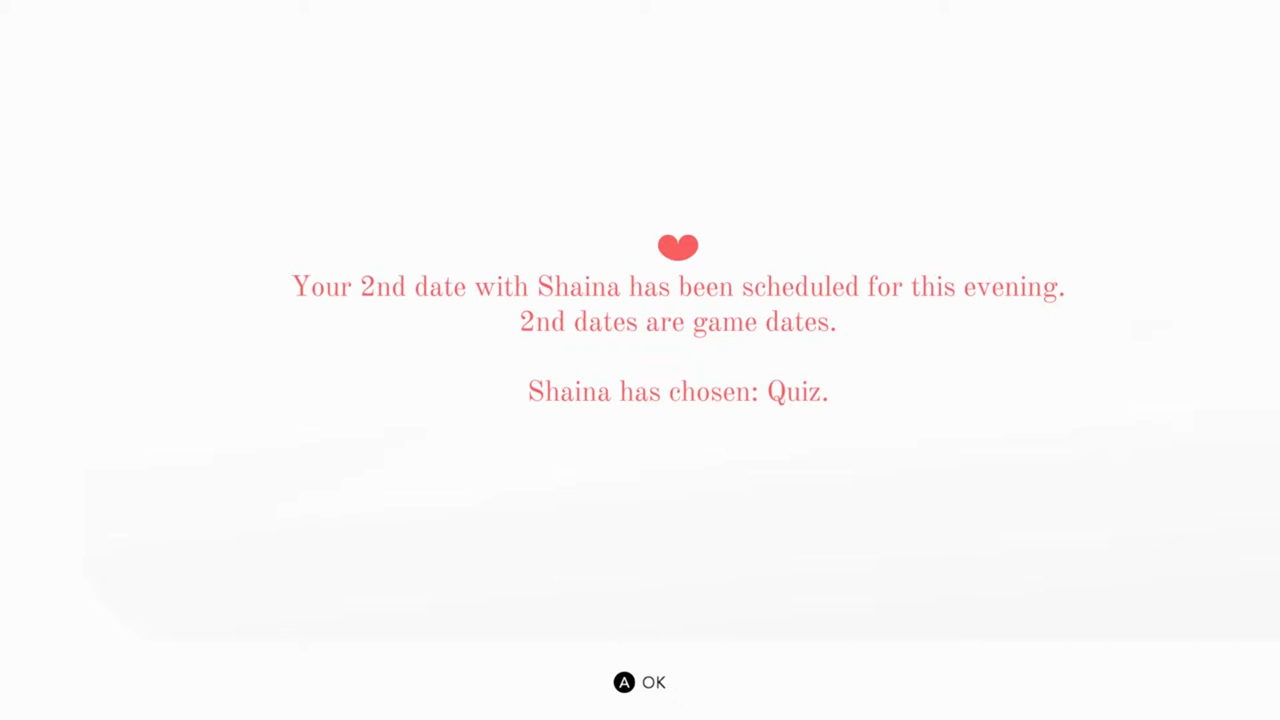 Your 2nd date with Shaina has been scheduled for this evening.
2nd dates are game dates.
Shaina has chosen: Quiz.
A OK